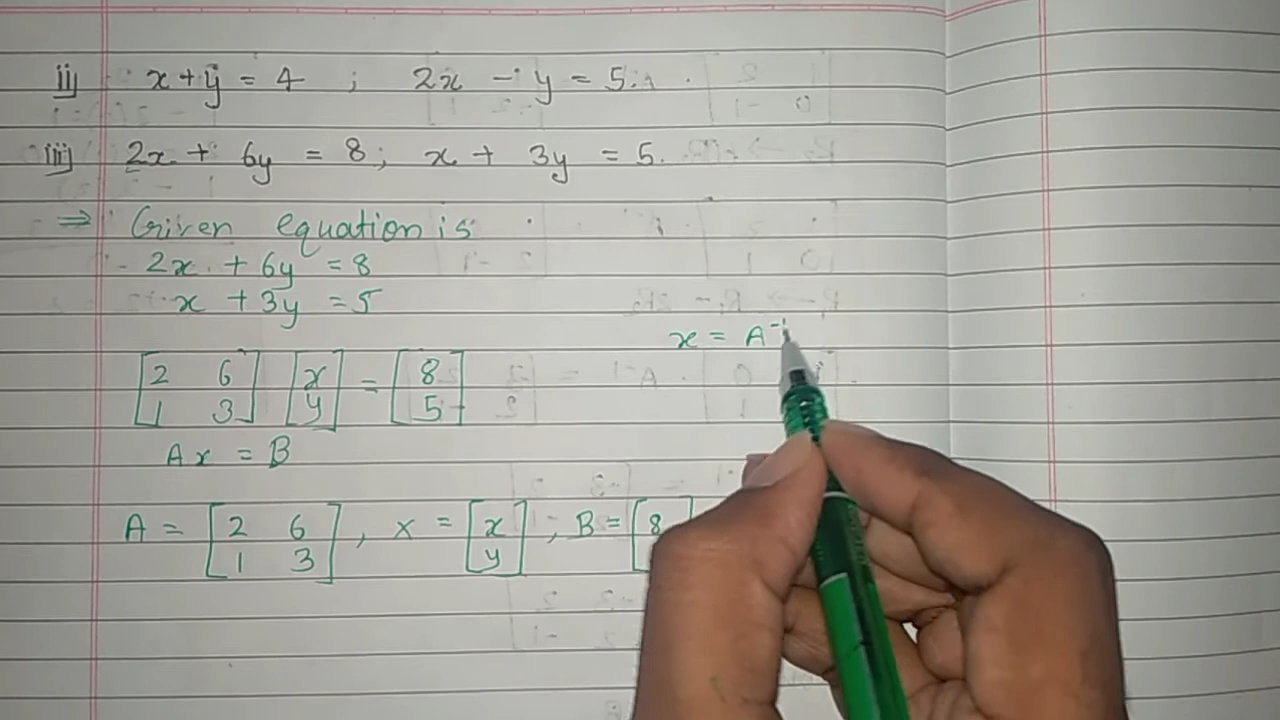 ii) x + y = 4 ; 2x - y = 5.
iii) 2x + 6y = 8; x + 3y = 5.
⇒ Given equation is
2x + 6y = 8
x + 3y = 5
x = A⁻¹
[2 6
1 3] [x
y] = [8
5]
Ax = B
A = [2 6
1 3], x = [x
y], B = [8